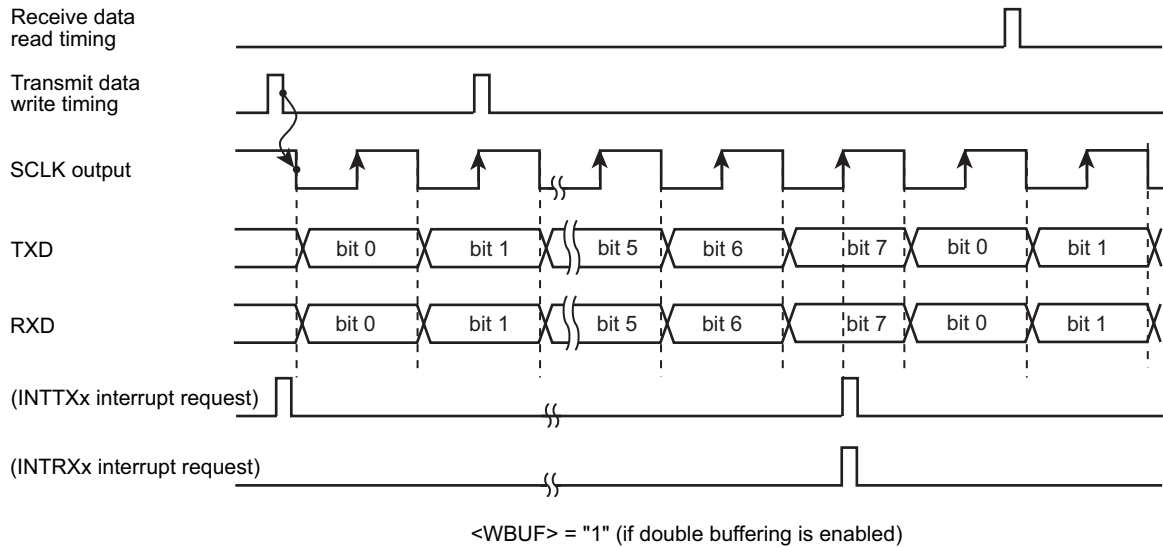 Receive data
read timing
Transmit data
write timing
SCLK output
TXD
bit 0
bit 1
bit 5
bit 6
bit 7
bit 0
bit 1
RXD
bit 0
bit 1
bit 5
bit 6
bit 7
bit 0
bit 1
(INTTXx interrupt request)
(INTRXx interrupt request)
<WBUF> = "1" (if double buffering is enabled)